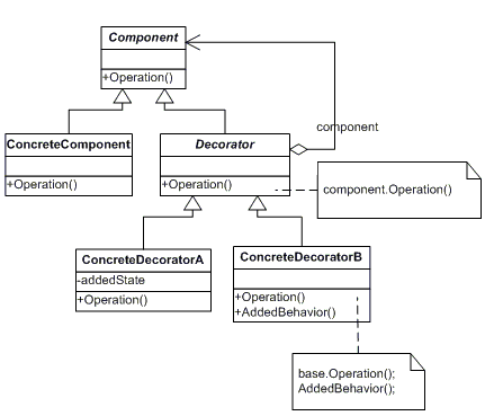 Component
+Operation()
component
ConcreteComponent
+Operation()
Decorator
+Operation()
component.Operation()
ConcreteDecoratorA
-addedState
+Operation()
ConcreteDecoratorB
+Operation()
+AddedBehavior()
base.Operation();
AddedBehavior();